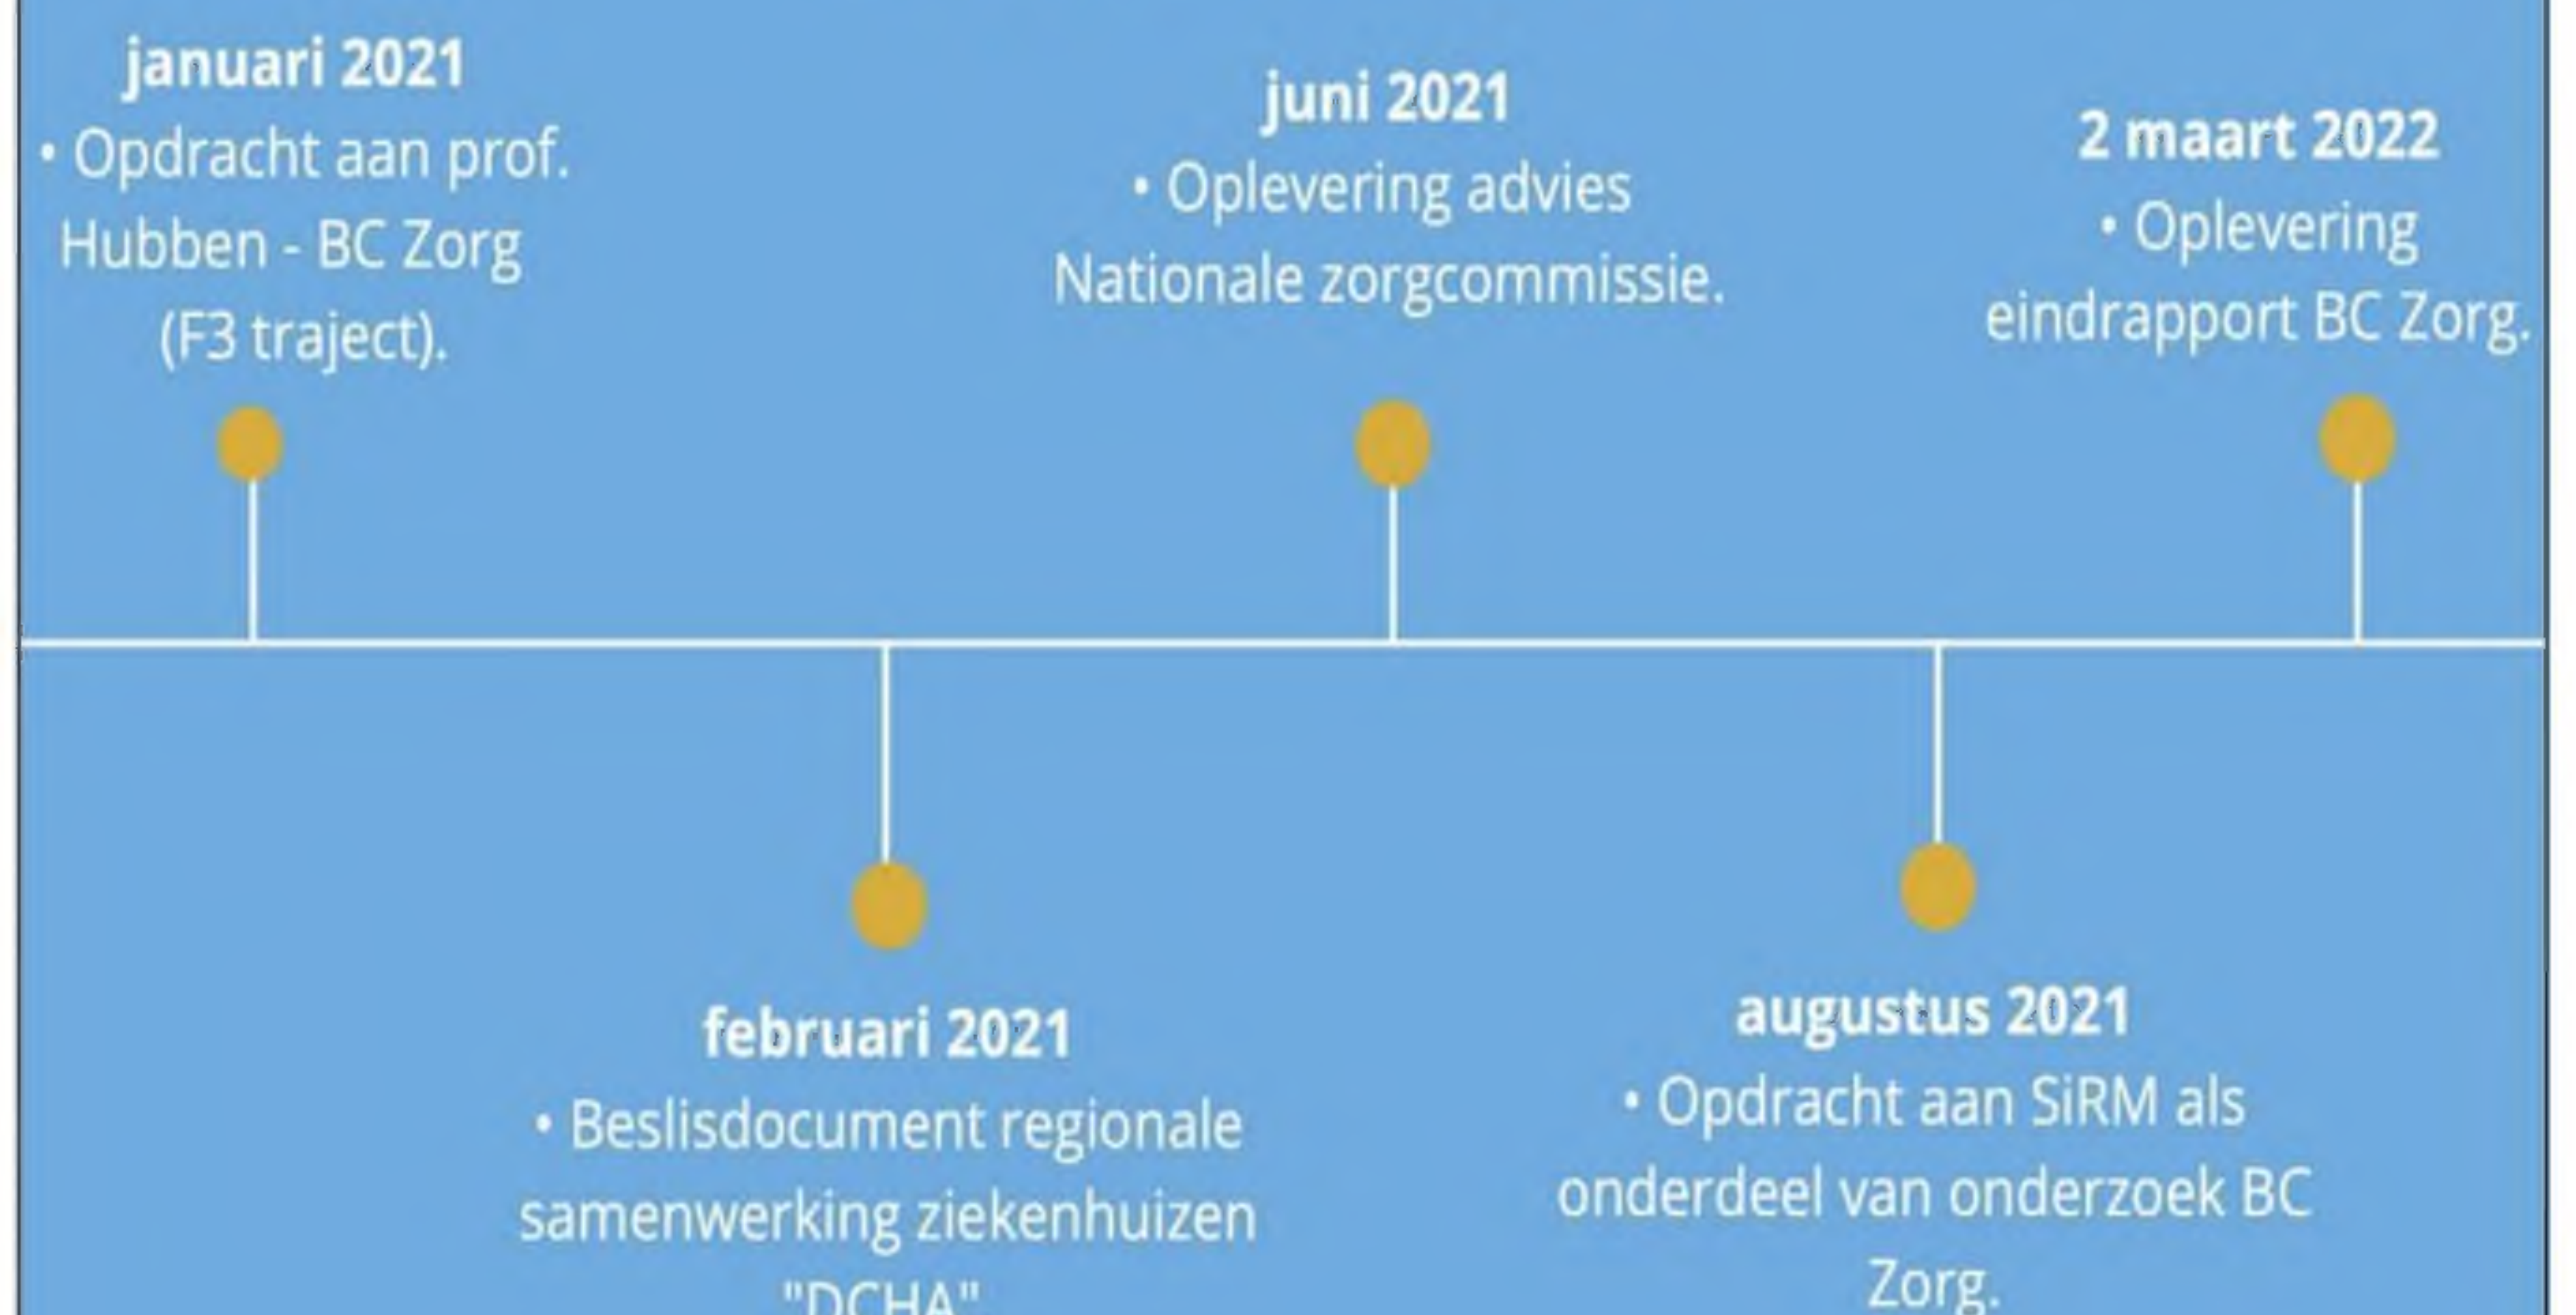 januari 2021
• Opdracht aan prof.
Hubben - BC Zorg
(F3 traject).
februari 2021
• Beslisdocument regionale
samenwerking ziekenhuizen
"DCHA"
juni 2021
• Oplevering advies
Nationale zorgcommissie.
augustus 2021
• Opdracht aan SiRM als
onderdeel van onderzoek BC
Zorg.
2 maart 2022
• Oplevering
eindrapport BC Zorg.